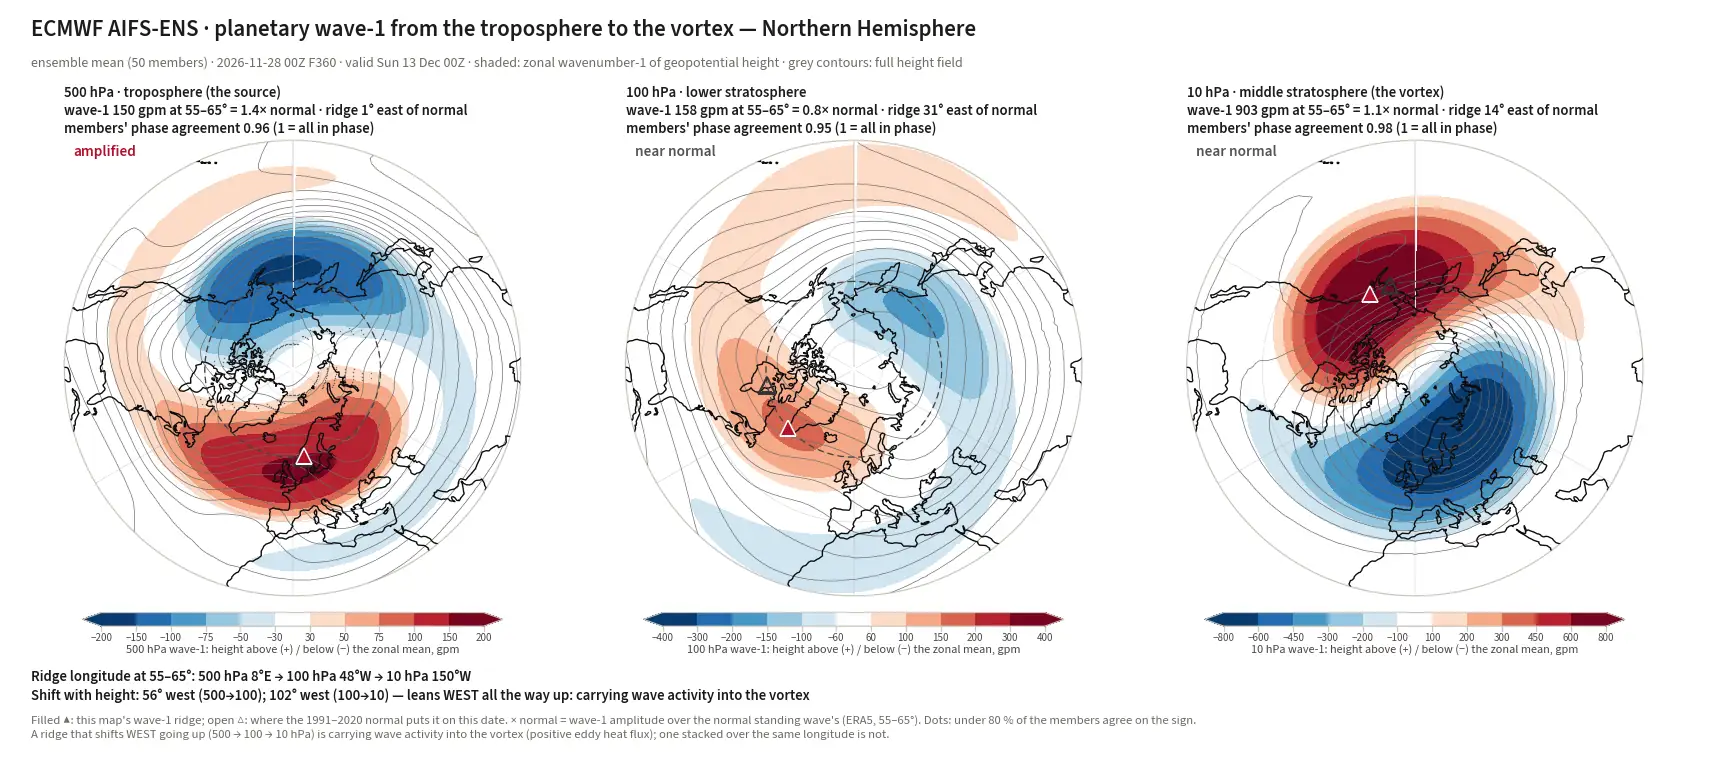 ECMWF AIFS-ENS · planetary wave-1 from the troposphere to the vortex — Northern Hemisphere
ensemble mean (50 members) · 2026-11-28 00Z F360 · valid Sun 13 Dec 00Z · shaded: zonal wavenumber-1 of geopotential height · grey contours: full height field
500 hPa · troposphere (the source)
wave-1 150 gpm at 55–65° = 1.4× normal · ridge 1° east of normal
members' phase agreement 0.96 (1 = all in phase)
amplified
100 hPa · lower stratosphere
wave-1 158 gpm at 55–65° = 0.8× normal · ridge 31° east of normal
members' phase agreement 0.95 (1 = all in phase)
near normal
10 hPa · middle stratosphere (the vortex)
wave-1 903 gpm at 55–65° = 1.1× normal · ridge 14° east of normal
members' phase agreement 0.98 (1 = all in phase)
near normal
−200 −150 −100 −75 −50 −30 30 50 75 100 150 200
500 hPa wave-1: height above (+) / below (−) the zonal mean, gpm
−400 −300 −200 −150 −100 −60 60 100 150 200 300 400
100 hPa wave-1: height above (+) / below (−) the zonal mean, gpm
−800 −600 −450 −300 −200 −100 100 200 300 450 600 800
10 hPa wave-1: height above (+) / below (−) the zonal mean, gpm
Ridge longitude at 55–65°: 500 hPa 8°E → 100 hPa 48°W → 10 hPa 150°W
Shift with height: 56° west (500→100); 102° west (100→10) — leans WEST all the way up: carrying wave activity into the vortex
Filled ▲: this map's wave-1 ridge; open △: where the 1991–2020 normal puts it on this date. × normal = wave-1 amplitude over the normal standing wave's (ERA5, 55–65°). Dots: under 80 % of the members agree on the sign.
A ridge that shifts WEST going up (500 → 100 → 10 hPa) is carrying wave activity into the vortex (positive eddy heat flux); one stacked over the same longitude is not.